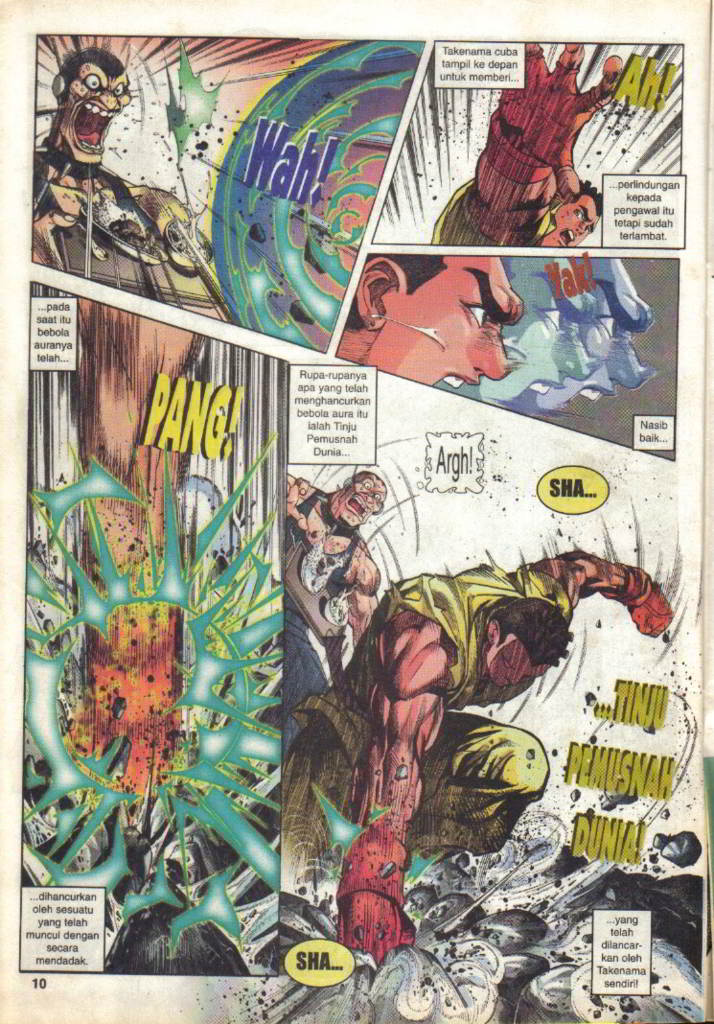 Wah!
Takenama cuba
tampil ke depan
untuk memberi...
Ah!
...perlindungan
kepada
pengawal itu
tetapi sudah
terlambat.
Yak!
Nasib
baik...
...pada
saat itu
bebola
auranya
telah...
PANG!
...dihancurkan
oleh sesuatu
yang telah
muncul dengan
secara
mendadak.
Rupa-rupanya
apa yang telah
menghancurkan
bebola aura itu
ialah Tinju
Pemusnah
Dunia...
Argh!
SHA...
...TINJU
PEMUSNAH
DUNIA!
SHA...
...yang
telah
dilancar-
kan oleh
Takenama
sendiri!
10